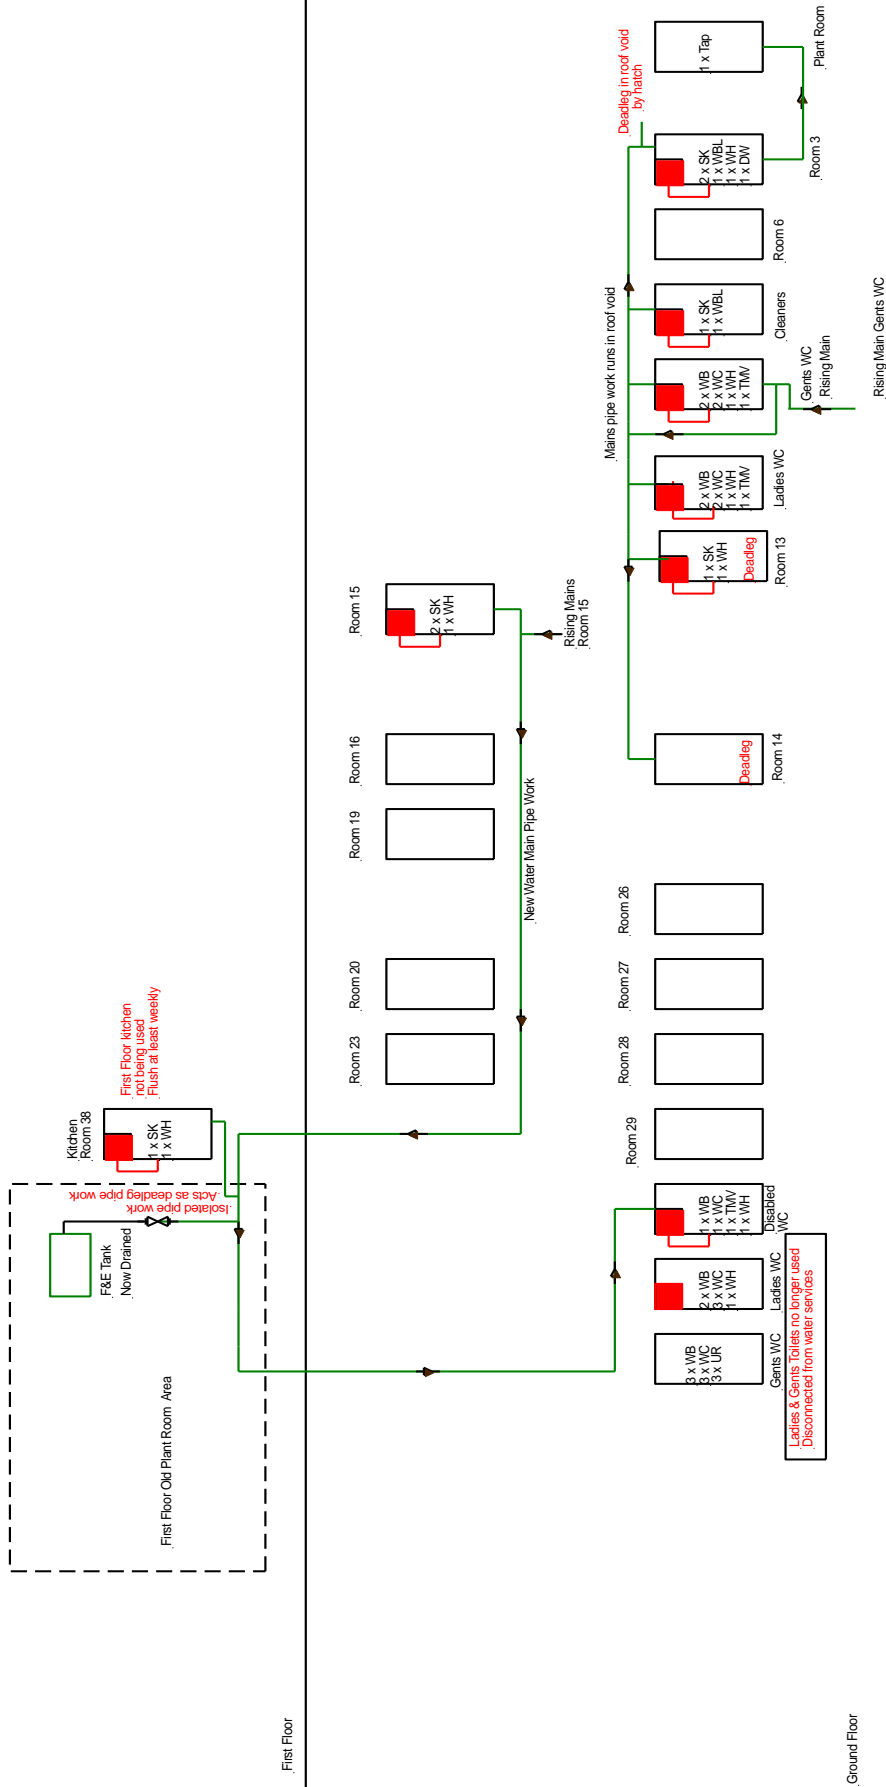 First Floor
First Floor Old Plant Room Area
F&E Tank
Now Drained
Isolated pipe work
Acts as deadleg pipe work
Kitchen
Room 38
1 x SK
1 x WH
First Floor kitchen
not being used
Flush at least weekly
Room 23
Room 20
Room 19
Room 16
Room 15
2 x SK
1 x WH
New Water Main Pipe Work
Rising Mains
Room 15
Ground Floor
Gents WC
3 x WB
3 x WC
3 x UR
Ladies WC
2 x WB
3 x WC
1 x WH
Disabled
WC
1 x WB
1 x WC
1 x TMV
1 x WH
Ladies & Gents Toilets no longer used
Disconnected from water services
Room 29
Room 28
Room 27
Room 26
Room 14
Deadleg
Room 13
1 x SK
1 x WH
Deadleg
Ladies WC
2 x WB
2 x WC
1 x WH
1 x TMV
Mains pipe work runs in roof void
2 x WB
2 x WC
1 x WH
1 x TMV
Gents WC
Rising Main
Rising Main Gents WC
Cleaners
1 x SK
1 x WBL
Room 6
Room 3
2 x SK
1 x WBL
1 x WH
1 x DW
Deadleg in roof void
by hatch
Plant Room
1 x Tap